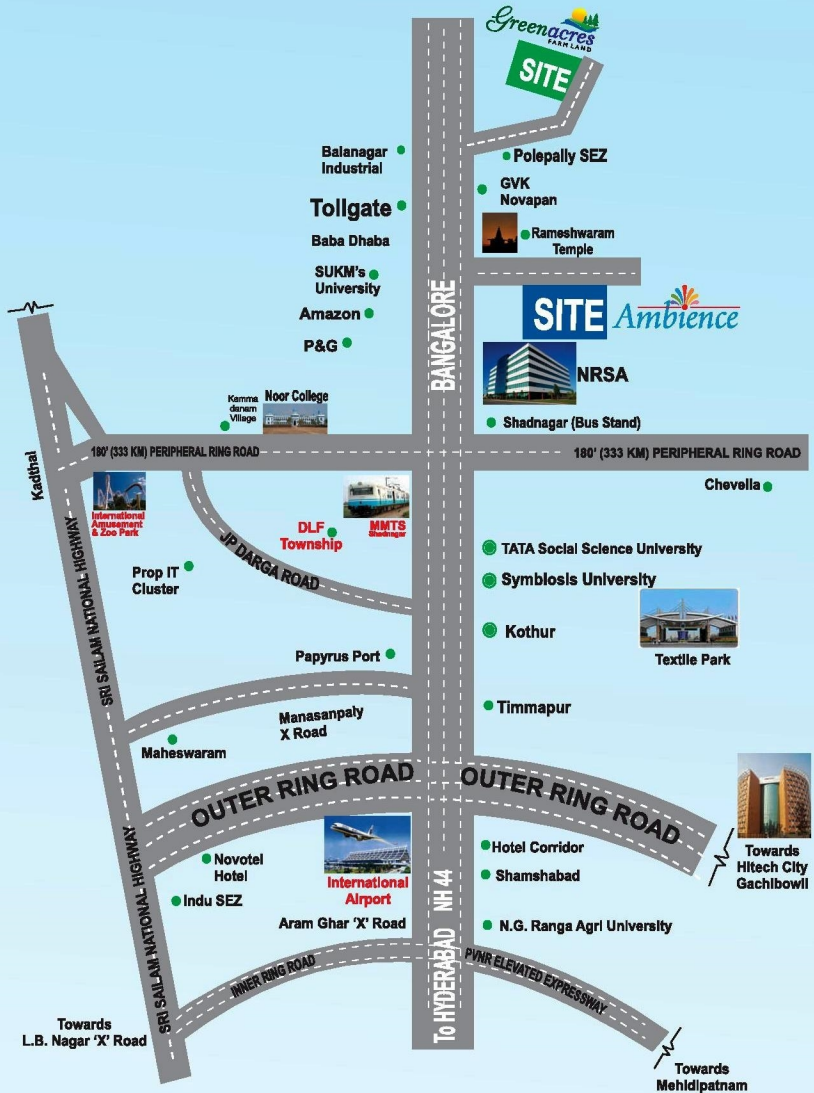 Greenacres
FARM LAND
SITE
Balanagar
Industrial
Polepally SEZ
Tollgate
GVK
Novapan
Baba Dhaba
Rameshwaram
Temple
SUKM's
University
Amazon
P&G
BANGALORE
SITE
Ambience
NRSA
Kamma
danam
Village
Noor College
Shadnagar (Bus Stand)
180' (333 KM) PERIPHERAL RING ROAD
180' (333 KM) PERIPHERAL RING ROAD
Kadthal
Chevella
International
Amusement
& Zoo Park
DLF
Township
MMTS
Shadnagar
JP DARGA ROAD
Prop IT
Cluster
TATA Social Science University
Symbiosis University
Kothur
Textile Park
SRI SAILAM NATIONAL HIGHWAY
Papyrus Port
Manasanpaly
X Road
Timmapur
Maheswaram
OUTER RING ROAD
OUTER RING ROAD
Towards
Hitech City
Gachibowli
Novotel
Hotel
Indu SEZ
International
Airport
Hotel Corridor
Shamshabad
Aram Ghar 'X' Road
N.G. Ranga Agri University
SRI SAILAM NATIONAL HIGHWAY
INNER RING ROAD
To HYDERABAD NH 44
PVNR ELEVATED EXPRESSWAY
Towards
L.B. Nagar 'X' Road
Towards
Mehidipatnam